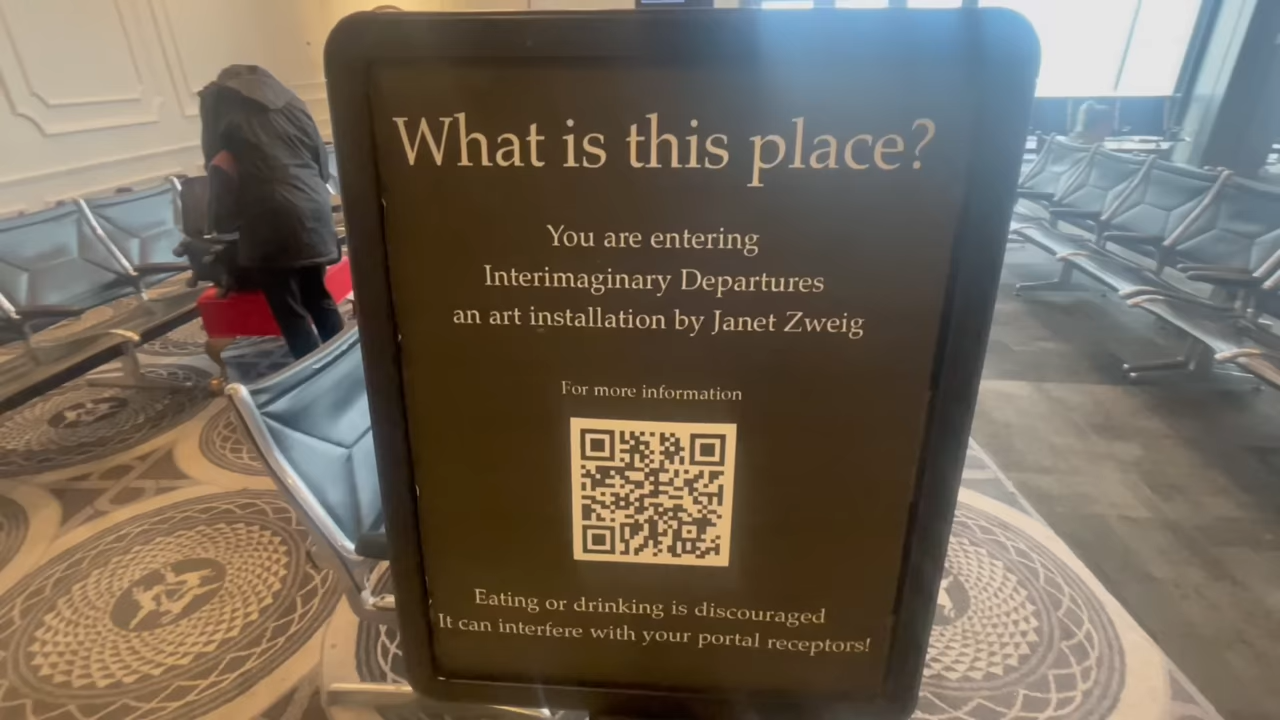 What is this place?
You are entering
Interimaginary Departures
an art installation by Janet Zweig
For more information
Eating or drinking is discouraged
It can interfere with your portal receptors!